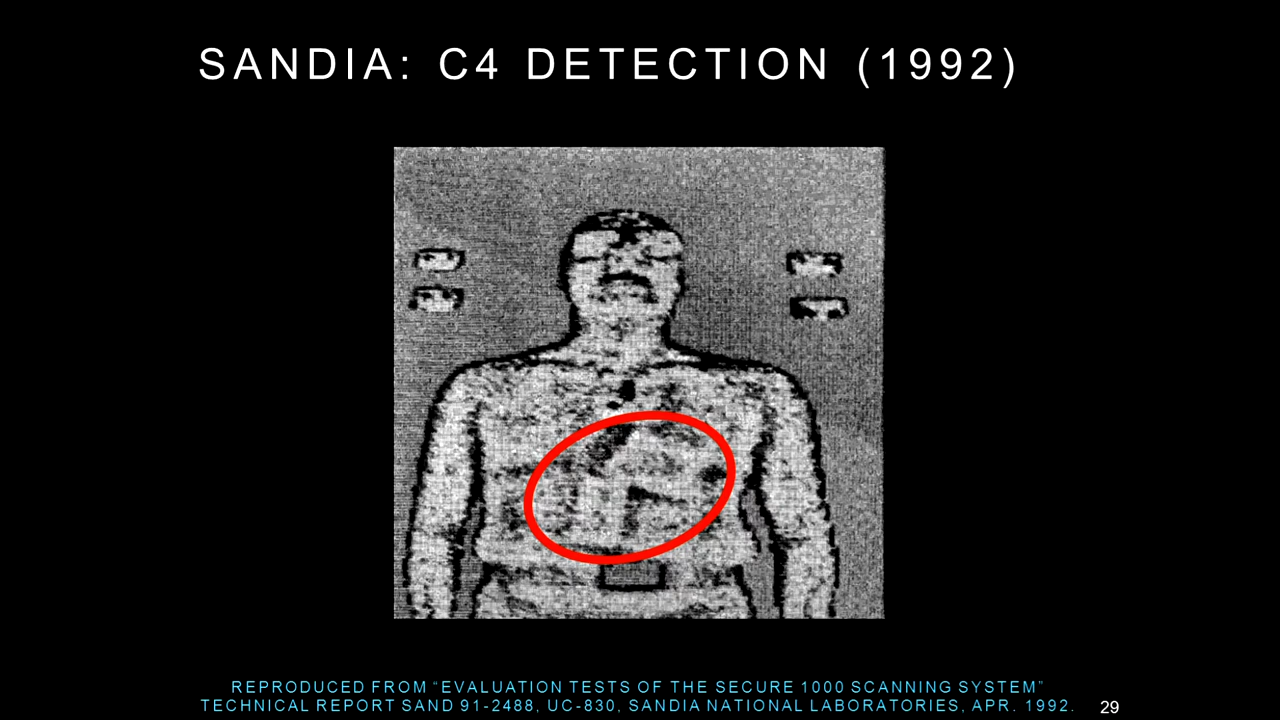 SANDIA: C4 DETECTION (1992)
REPRODUCED FROM “EVALUATION TESTS OF THE SECURE 1000 SCANNING SYSTEM”
TECHNICAL REPORT SAND 91-2488, UC-830, SANDIA NATIONAL LABORATORIES, APR. 1992.
29